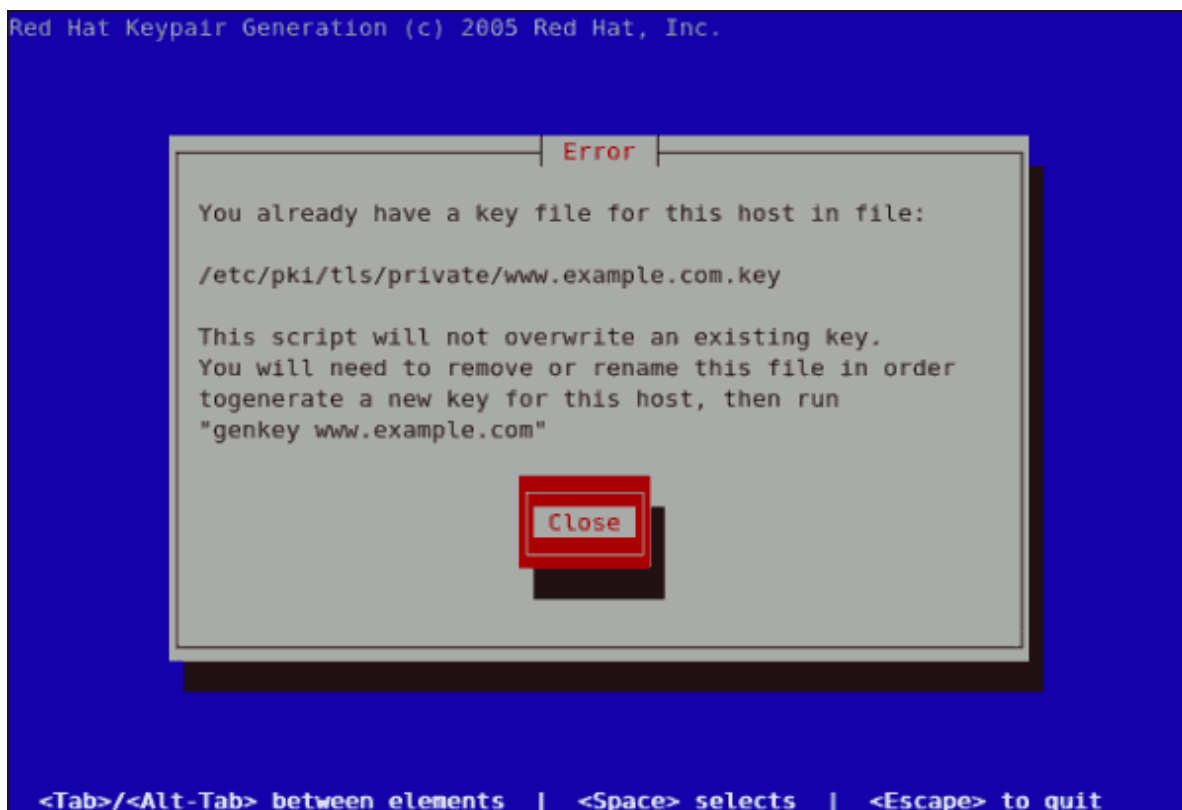 Red Hat Keypair Generation (c) 2005 Red Hat, Inc.
Error
You already have a key file for this host in file:
/etc/pki/tls/private/www.example.com.key
This script will not overwrite an existing key.
You will need to remove or rename this file in order
togenerate a new key for this host, then run
"genkey www.example.com"
Close
<Tab>/<Alt-Tab> between elements | <Space> selects | <Escape> to quit